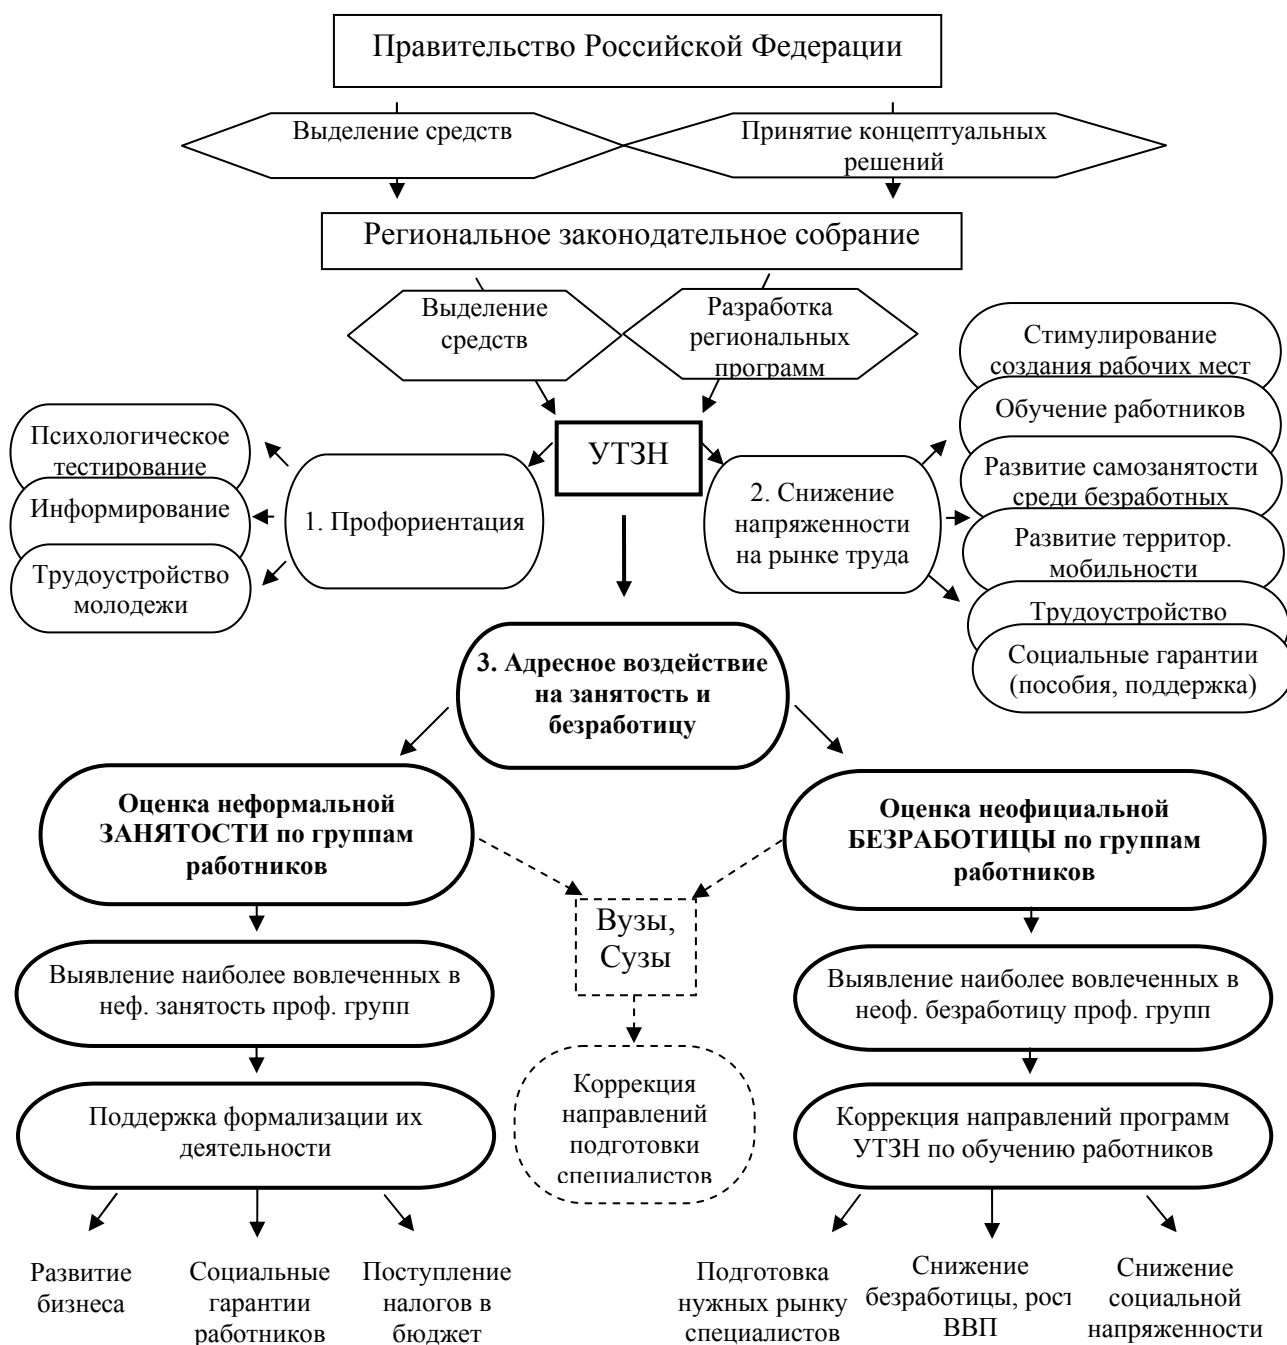 Правительство Российской Федерации
Выделение средств
Принятие концептуальных
решений
Региональное законодательное собрание
Выделение
средств
Разработка
региональных
программ
Стимулирование
создания рабочих мест
Обучение работников
Развитие самозанятости
среди безработных
Развитие территор.
мобильности
Трудоустройство
Социальные гарантии
(пособия, поддержка)
УТЗН
Психологическое
тестирование
Информирование
Трудоустройство
молодежи
1. Профориентация
2. Снижение
напряженности
на рынке труда
3. Адресное воздействие
на занятость и
безработицу
Оценка неформальной
ЗАНЯТОСТИ по группам
работников
Оценка неофициальной
БЕЗРАБОТИЦЫ по группам
работников
Вузы,
Сузы
Выявление наиболее вовлеченных в
неф. занятость проф. групп
Выявление наиболее вовлеченных в
неоф. безработицу проф. групп
Коррекция
направлений
подготовки
специалистов
Поддержка формализации их
деятельности
Коррекция направлений программ
УТЗН по обучению работников
Развитие
бизнеса
Социальные
гарантии
работников
Поступление
налогов в
бюджет
Подготовка
нужных рынку
специалистов
Снижение
безработицы, рост
ВВП
Снижение
социальной
напряженности